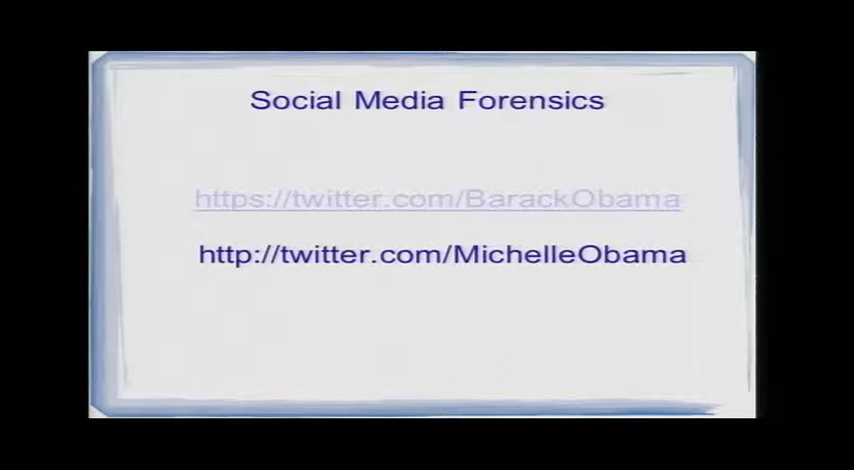 Social Media Forensics
https://twitter.com/BarackObama
http://twitter.com/MichelleObama